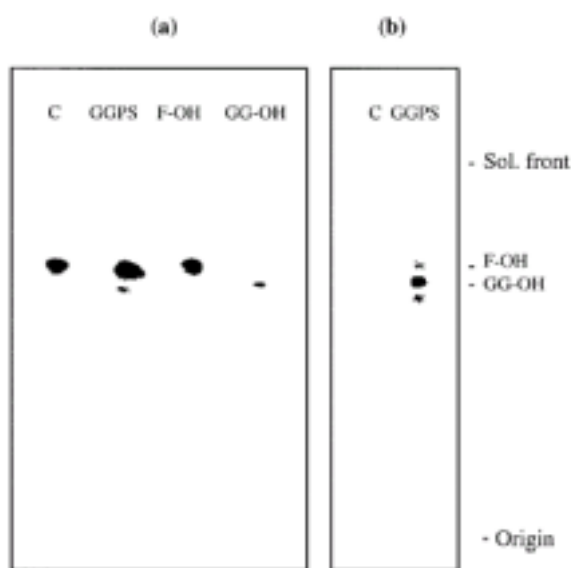 (a) (b)
C GGPS F-OH GG-OH C GGPS
- Sol. front
- F-OH
- GG-OH
- Origin